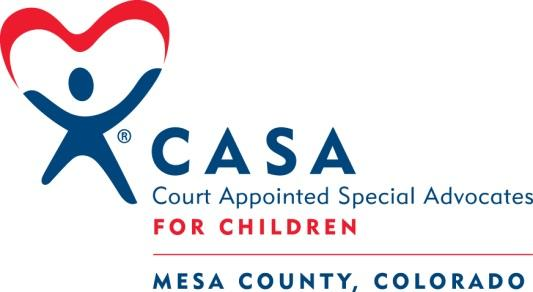 ® CASA
Court Appointed Special Advocates
FOR CHILDREN
MESA COUNTY, COLORADO